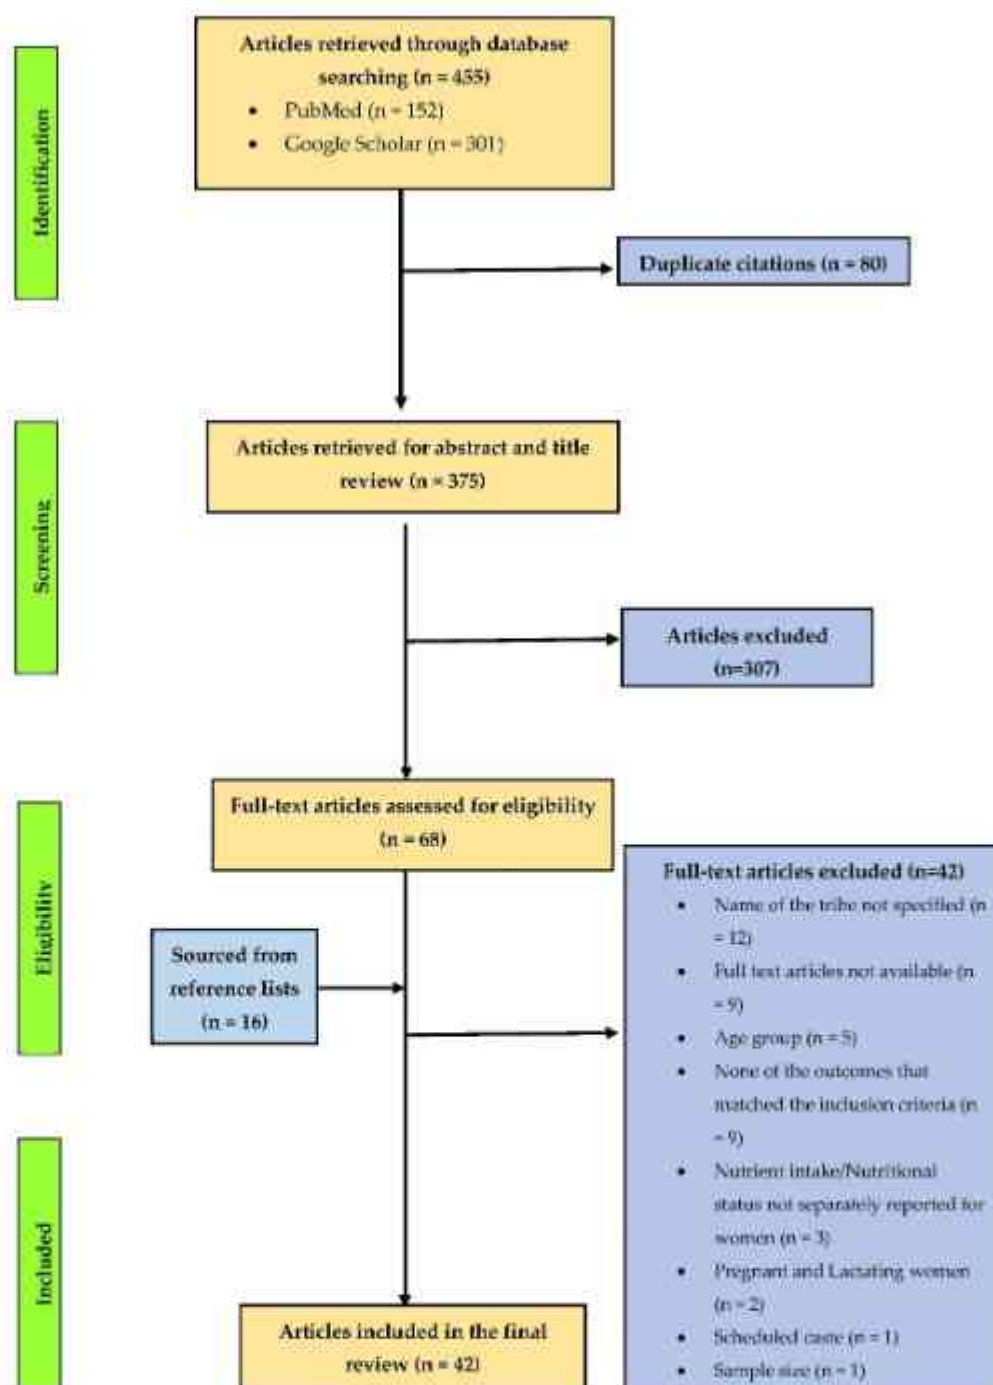 Identification
Articles retrieved through database
searching (n = 455)
• PubMed (n = 152)
• Google Scholar (n = 301)
Duplicate citations (n = 80)
Screening
Articles retrieved for abstract and title
review (n = 375)
Articles excluded
(n=307)
Eligibility
Full-text articles assessed for eligibility
(n = 68)
Sourced from
reference lists
(n = 16)
Full-text articles excluded (n=42)
• Name of the tribe not specified (n
= 12)
• Full text articles not available (n
= 9)
• Age group (n = 5)
• None of the outcomes that
matched the inclusion criteria (n
= 9)
• Nutrient intake/Nutritional
status not separately reported for
women (n = 3)
• Pregnant and Lactating women
(n = 2)
• Scheduled caste (n = 1)
• Sample size (n = 1)
Included
Articles included in the final
review (n = 42)